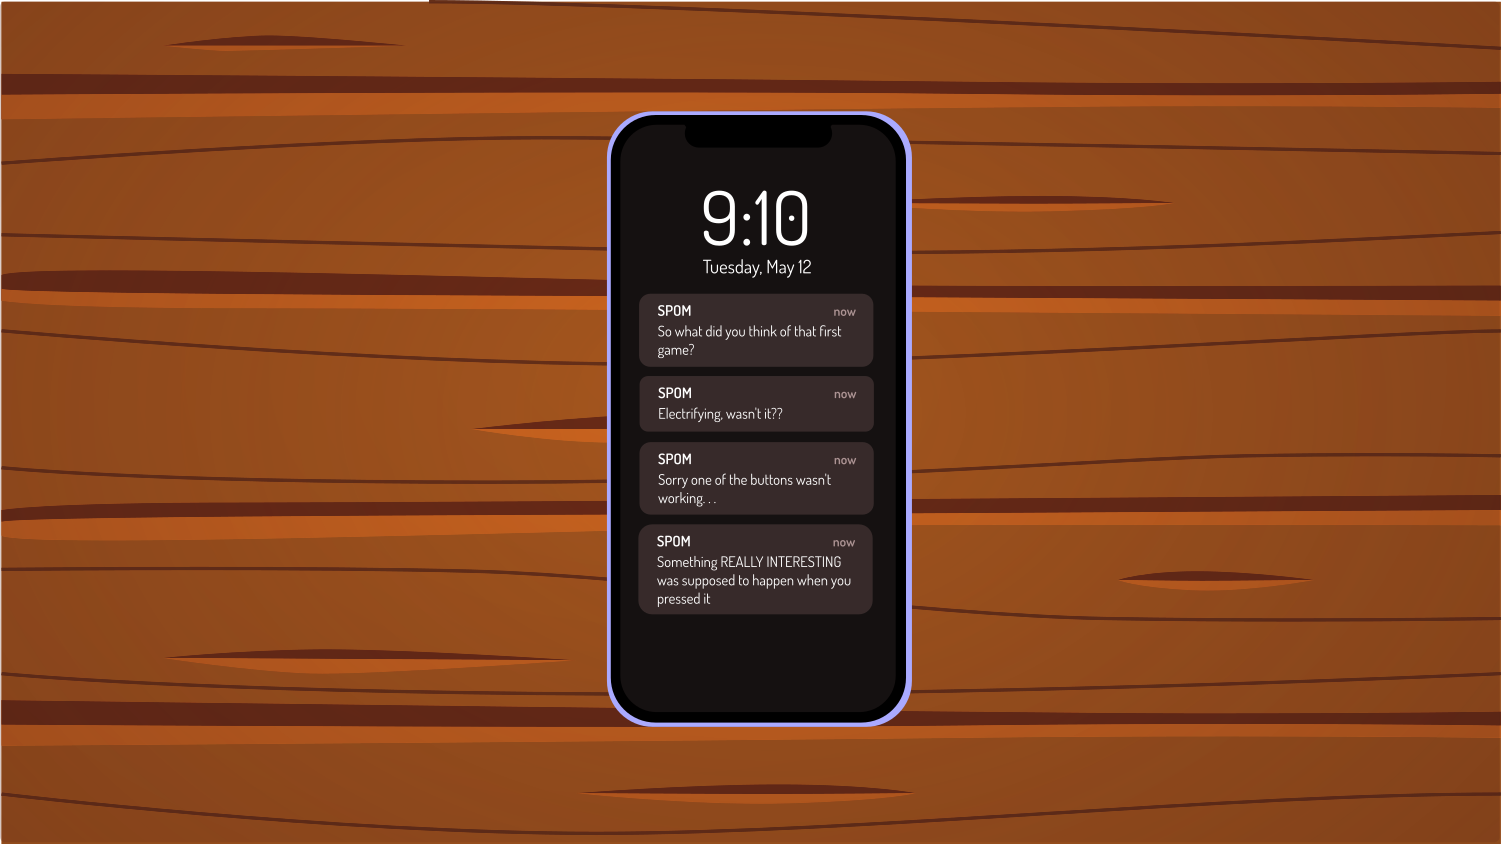 9:10
Tuesday, May 12
SPOM now
So what did you think of that first
game?
SPOM now
Electrifying, wasn't it??
SPOM now
Sorry one of the buttons wasn't
working. . .
SPOM now
Something REALLY INTERESTING
was supposed to happen when you
pressed it